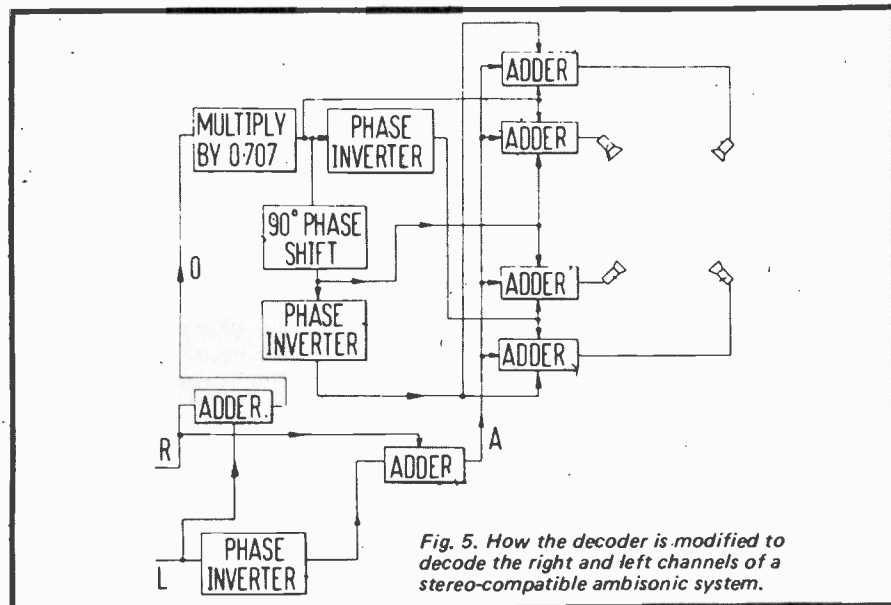 ADDER
MULTIPLY
BY 0·707
PHASE
INVERTER
ADDER
90° PHASE
SHIFT
0
ADDER
PHASE
INVERTER
ADDER
ADDER
R
A
ADDER
L
PHASE
INVERTER
Fig. 5. How the decoder is modified to
decode the right and left channels of a
stereo-compatible ambisonic system.